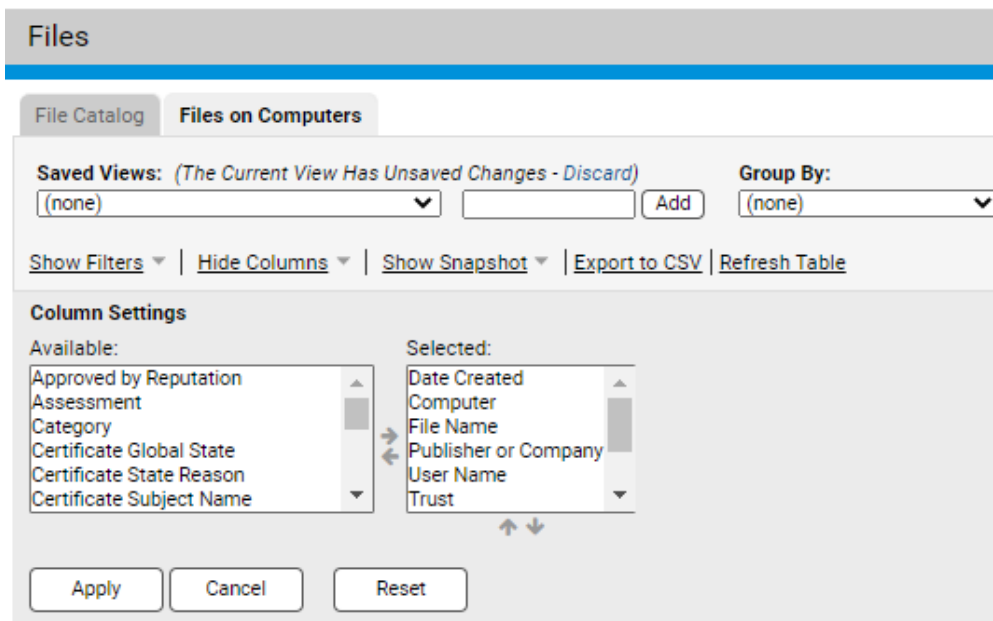 Files
File Catalog Files on Computers
Saved Views: (The Current View Has Unsaved Changes - Discard) Group By:
(none) Add (none)
Show Filters | Hide Columns | Show Snapshot | Export to CSV | Refresh Table
Column Settings
Available: Selected:
Approved by Reputation Date Created
Assessment Computer
Category File Name
Certificate Global State Publisher or Company
Certificate State Reason User Name
Certificate Subject Name Trust
Apply Cancel Reset